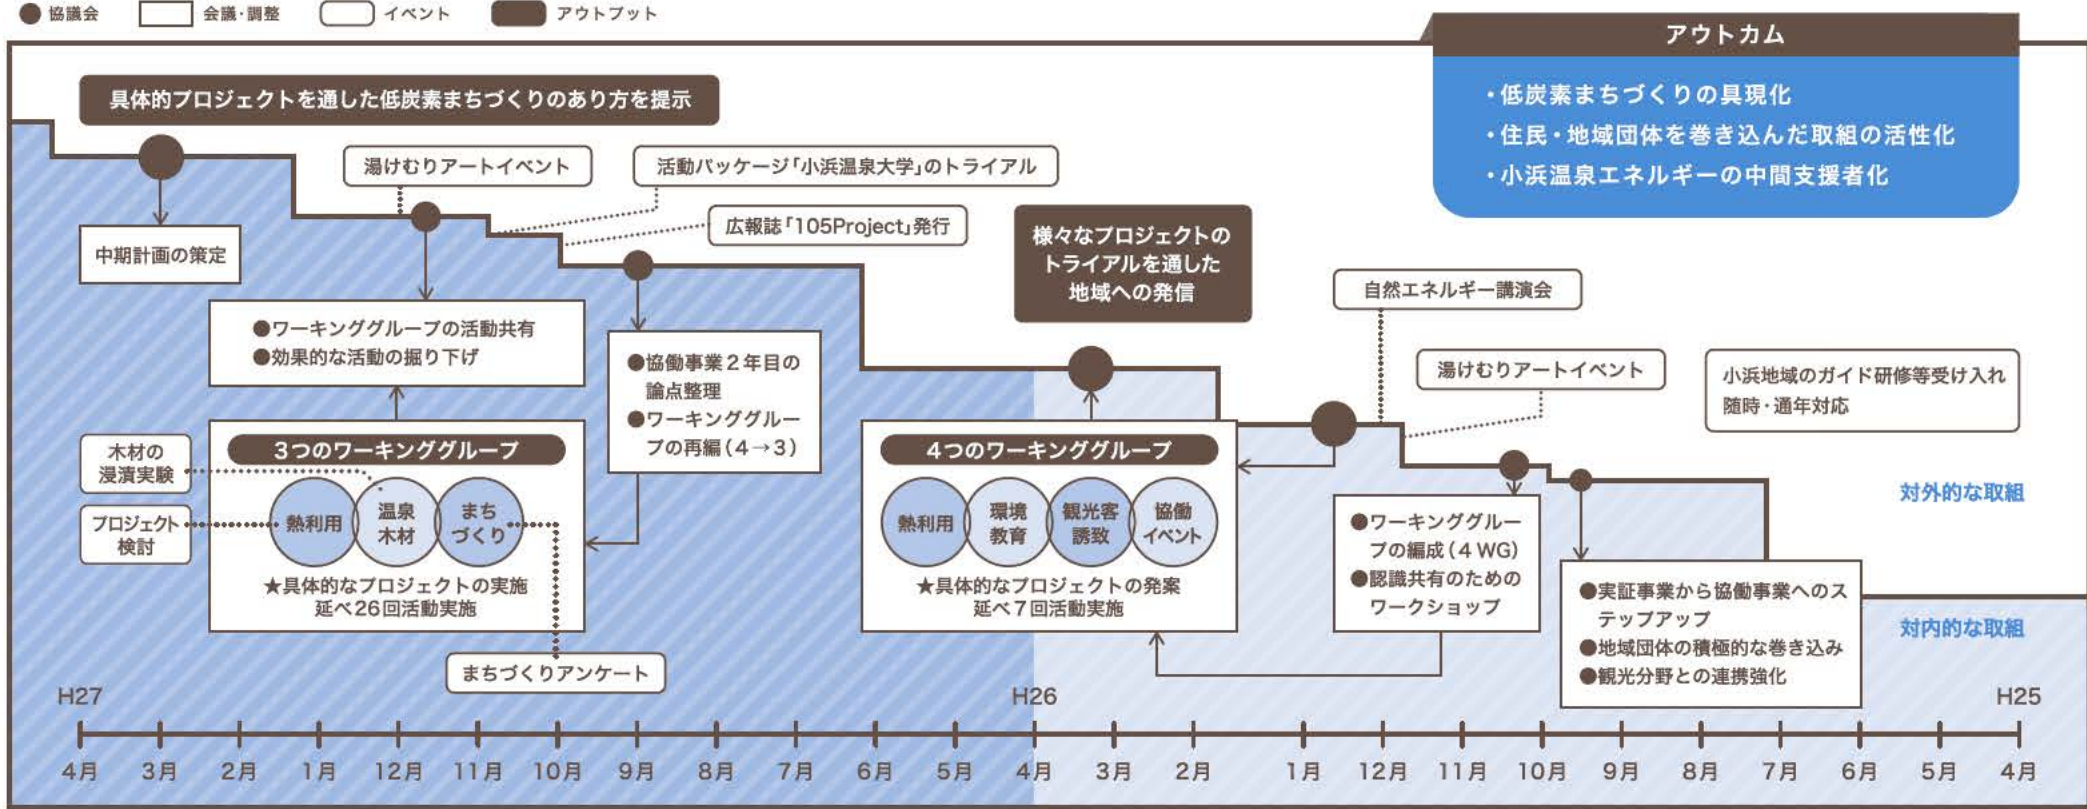 協議会
会議・調整
イベント
アウトプット
アウトカム
・低炭素まちづくりの具現化
・住民・地域団体を巻き込んだ取組の活性化
・小浜温泉エネルギーの中間支援者化
具体的プロジェクトを通した低炭素まちづくりのあり方を提示
湯けむりアートイベント
活動パッケージ「小浜温泉大学」のトライアル
広報誌「105Project」発行
中期計画の策定
様々なプロジェクトの
トライアルを通した
地域への発信
自然エネルギー講演会
湯けむりアートイベント
小浜地域のガイド研修等受け入れ
随時・通年対応
●ワーキンググループの活動共有
●効果的な活動の掘り下げ
●協働事業2年目の
論点整理
●ワーキンググルー
プの再編(4→3)
木材の
浸漬実験
プロジェクト
検討
3つのワーキンググループ
熱利用
温泉
木材
まち
づくり
★具体的なプロジェクトの実施
延べ26回活動実施
まちづくりアンケート
4つのワーキンググループ
熱利用
環境
教育
観光客
誘致
協働
イベント
★具体的なプロジェクトの発案
延べ7回活動実施
●ワーキンググルー
プの編成(4 WG)
●認識共有のための
ワークショップ
●実証事業から協働事業へのス
テップアップ
●地域団体の積極的な巻き込み
●観光分野との連携強化
対外的な取組
対内的な取組
H27 H26 H25
4月 3月 2月 1月 12月 11月 10月 9月 8月 7月 6月 5月 4月 3月 2月 1月 12月 11月 10月 9月 8月 7月 6月 5月 4月